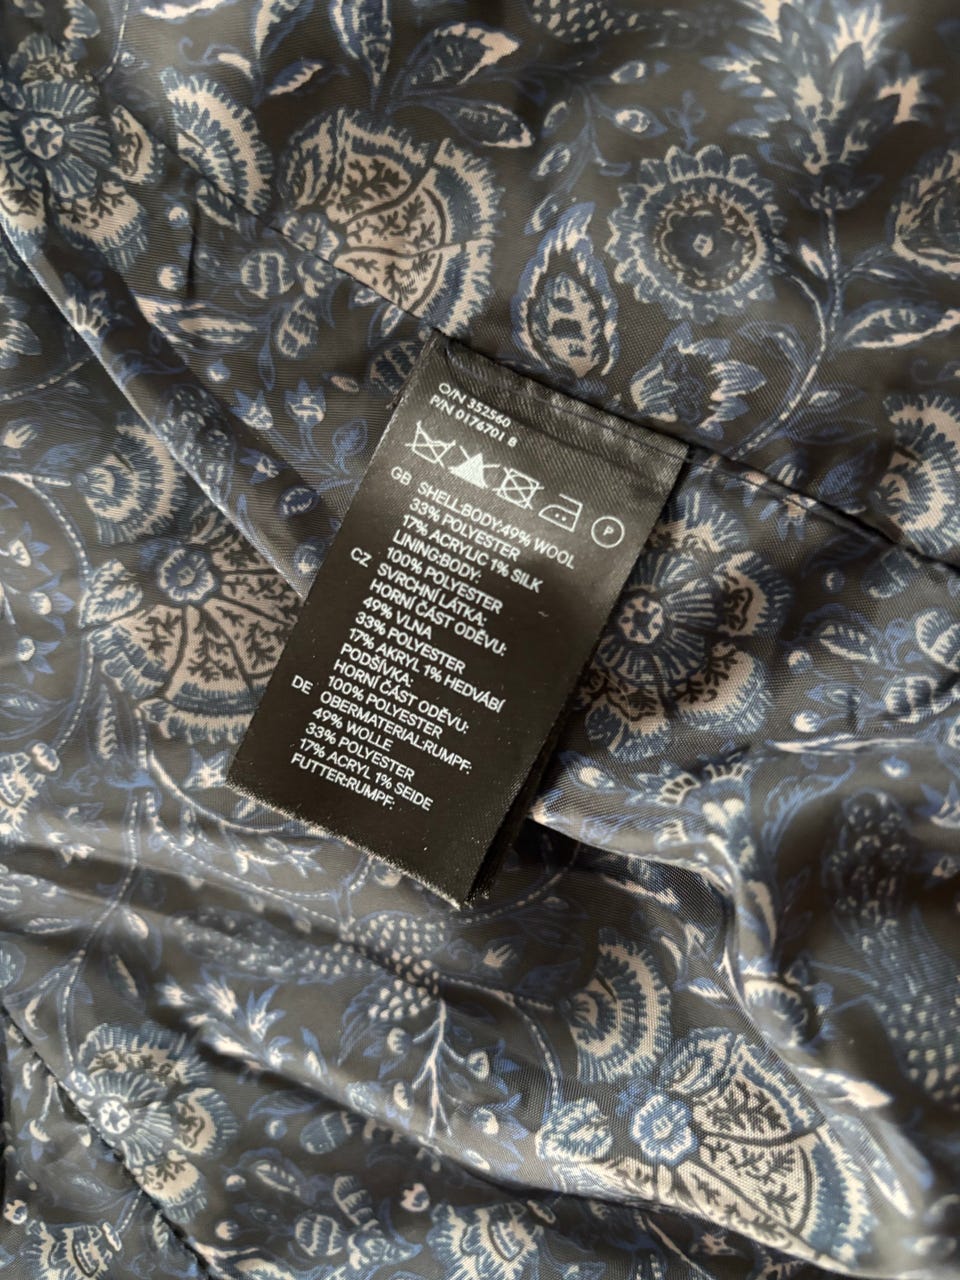 O/N 352560
P/N 0176701 8
P
GB SHELL:BODY:49% WOOL
33% POLYESTER
17% ACRYLIC 1% SILK
LINING:BODY:
100% POLYESTER
CZ SVRCHNÍ LÁTKA:
HORNÍ ČÁST ODĚVU:
49% VLNA
33% POLYESTER
17% AKRYL 1% HEDVÁBÍ
PODŠÍVKA:
HORNÍ ČÁST ODĚVU:
100% POLYESTER
DE OBERMATERIAL:RUMPF:
49% WOLLE
33% POLYESTER
17% ACRYL 1% SEIDE
FUTTER:RUMPF: